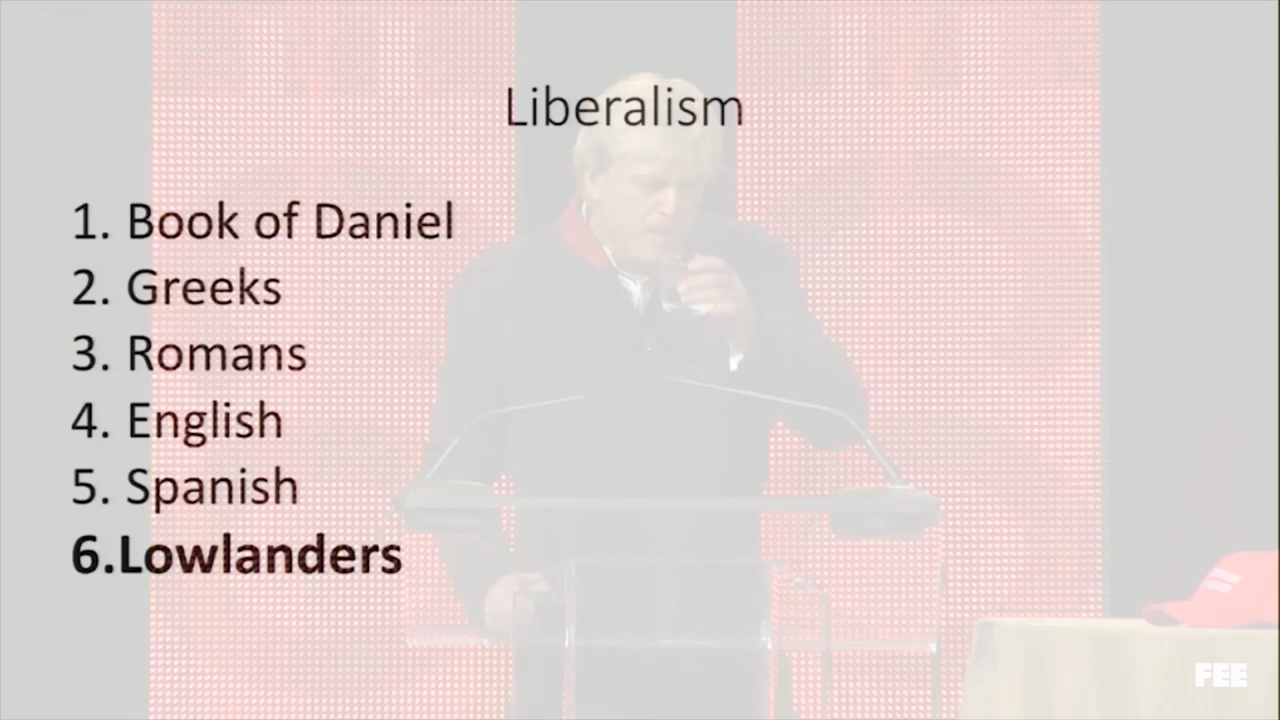 Liberalism
1. Book of Daniel
2. Greeks
3. Romans
4. English
5. Spanish
6.Lowlanders
FEE